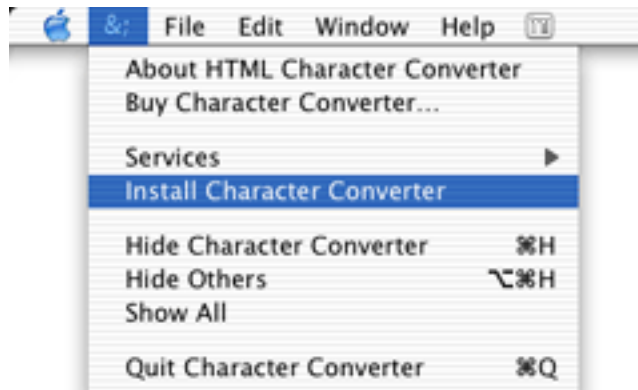 &; File Edit Window Help
About HTML Character Converter
Buy Character Converter...
Services
Install Character Converter
Hide Character Converter ⌘H
Hide Others ⌥⌘H
Show All
Quit Character Converter ⌘Q